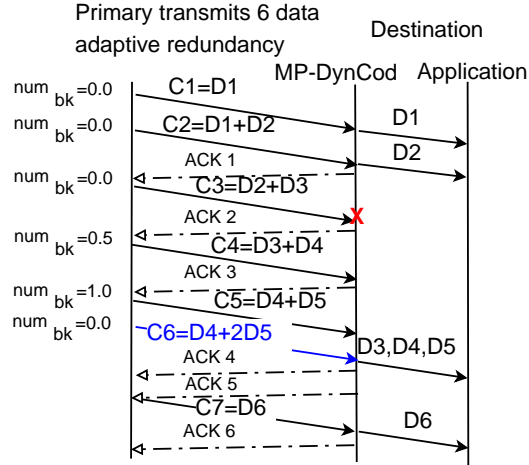 Primary transmits 6 data
adaptive redundancy
Destination
MP-DynCod
Application
num bk=0.0
C1=D1
D1
num bk=0.0
C2=D1+D2
D2
ACK 1
num bk=0.0
C3=D2+D3
X
ACK 2
num bk=0.5
C4=D3+D4
ACK 3
num bk=1.0
C5=D4+D5
num bk=0.0
C6=D4+2D5
D3,D4,D5
ACK 4
ACK 5
C7=D6
D6
ACK 6